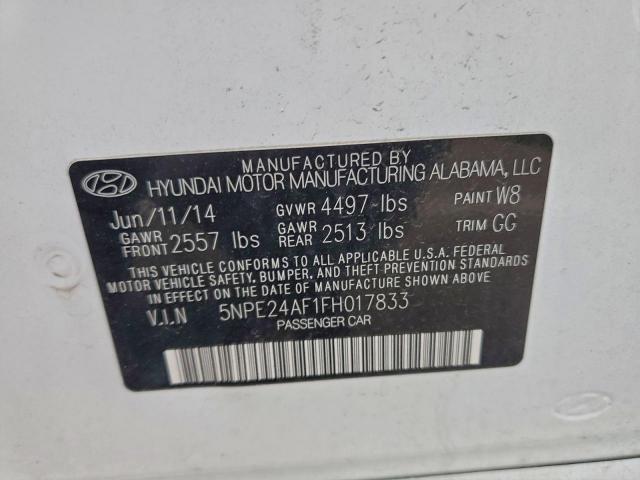 MANUFACTURED BY
HYUNDAI MOTOR MANUFACTURING ALABAMA, LLC
Jun/11/14 GVWR 4497 lbs PAINT W8
GAWR FRONT 2557 lbs GAWR REAR 2513 lbs TRIM GG
THIS VEHICLE CONFORMS TO ALL APPLICABLE U.S.A. FEDERAL
MOTOR VEHICLE SAFETY, BUMPER, AND THEFT PREVENTION STANDARDS
IN EFFECT ON THE DATE OF MANUFACTURE SHOWN ABOVE.
V.I.N 5NPE24AF1FH017833
PASSENGER CAR